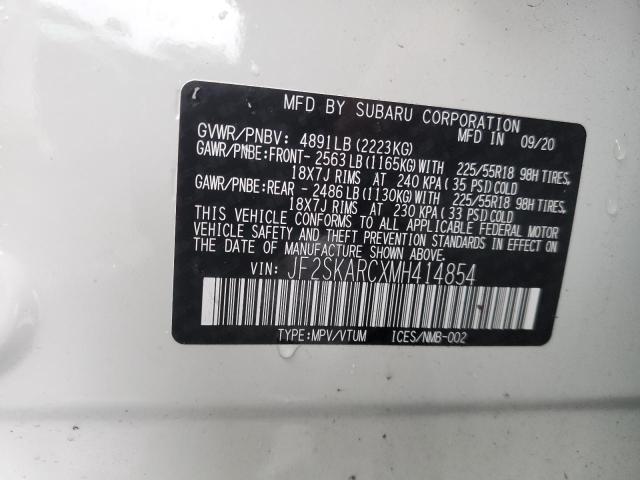 MFD BY SUBARU CORPORATION
MFD IN 09/20
GVWR/PNBV: 4891LB(2223KG)
GAWR/PNBE:FRONT-2563LB(1165KG)WITH 225/55R18 98H TIRES,
18X7J RIMS AT 240 KPA(35 PSI)COLD
GAWR/PNBE:REAR -2486LB(1130KG)WITH 225/55R18 98H TIRES,
18X7J RIMS AT 230 KPA(33 PSI)COLD
THIS VEHICLE CONFORMS TO ALL APPLICABLE FEDERAL MOTOR
VEHICLE SAFETY AND THEFT PREVENTION STANDARDS IN EFFECT ON
THE DATE OF MANUFACTURE SHOWN ABOVE.
VIN: JF2SKARCXMH414854
TYPE:MPV/VTUM ICES/NMB-002